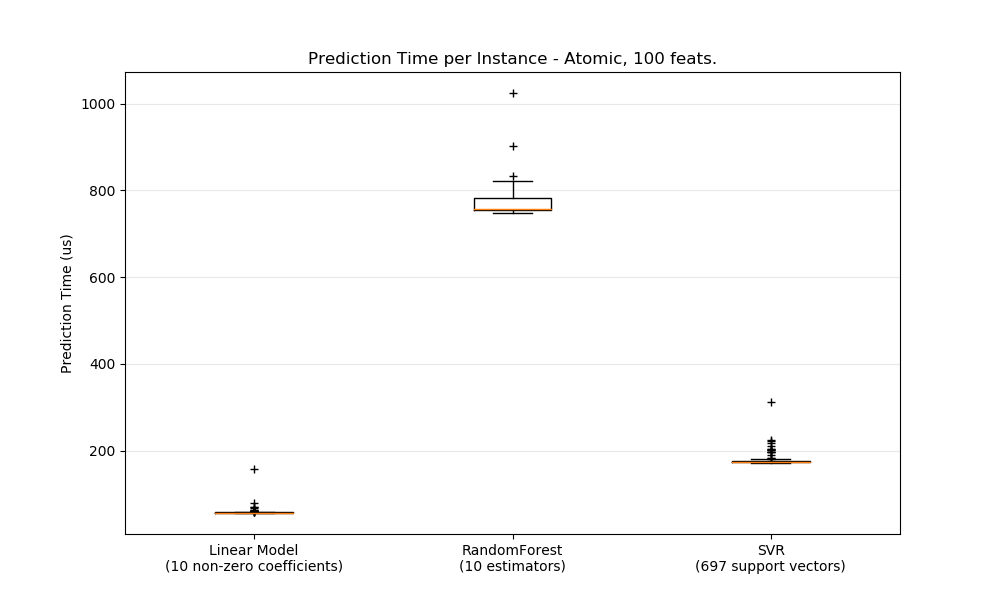 Prediction Time per Instance - Atomic, 100 feats.
Prediction Time (us)
1000
800
600
400
200
Linear Model
(10 non-zero coefficients)
RandomForest
(10 estimators)
SVR
(697 support vectors)